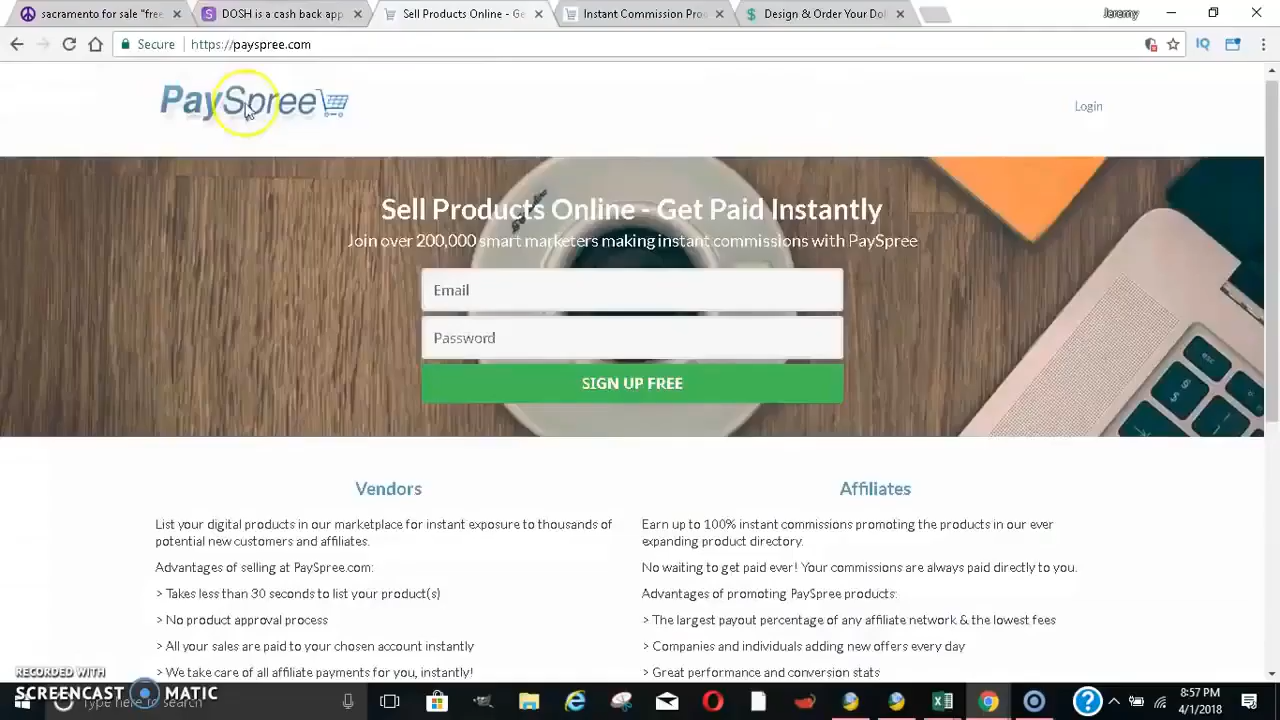 sacramento for sale "free
DOSH is a cash back app
Sell Products Online - Ge
Instant Commission Pro
Design & Order Your Do
Jeremy
Secure https://payspree.com
IQ
PaySpree
Login
Sell Products Online - Get Paid Instantly
Join over 200,000 smart marketers making instant commissions with PaySpree
Email
Password
SIGN UP FREE
esc
$
Vendors
List your digital products in our marketplace for instant exposure to thousands of
potential new customers and affiliates.
Advantages of selling at PaySpree.com:
> Takes less than 30 seconds to list your product(s)
> No product approval process
> All your sales are paid to your chosen account instantly
> We take care of all affiliate payments for you, instantly!
Affiliates
Earn up to 100% instant commissions promoting the products in our ever
expanding product directory.
No waiting to get paid ever! Your commissions are always paid directly to you.
Advantages of promoting PaySpree products:
> The largest payout percentage of any affiliate network & the lowest fees
> Companies and individuals adding new offers every day
> Great performance and conversion stats
RECORDED WITH
SCREENCAST MATIC
Type here to search
8:57 PM
4/1/2018